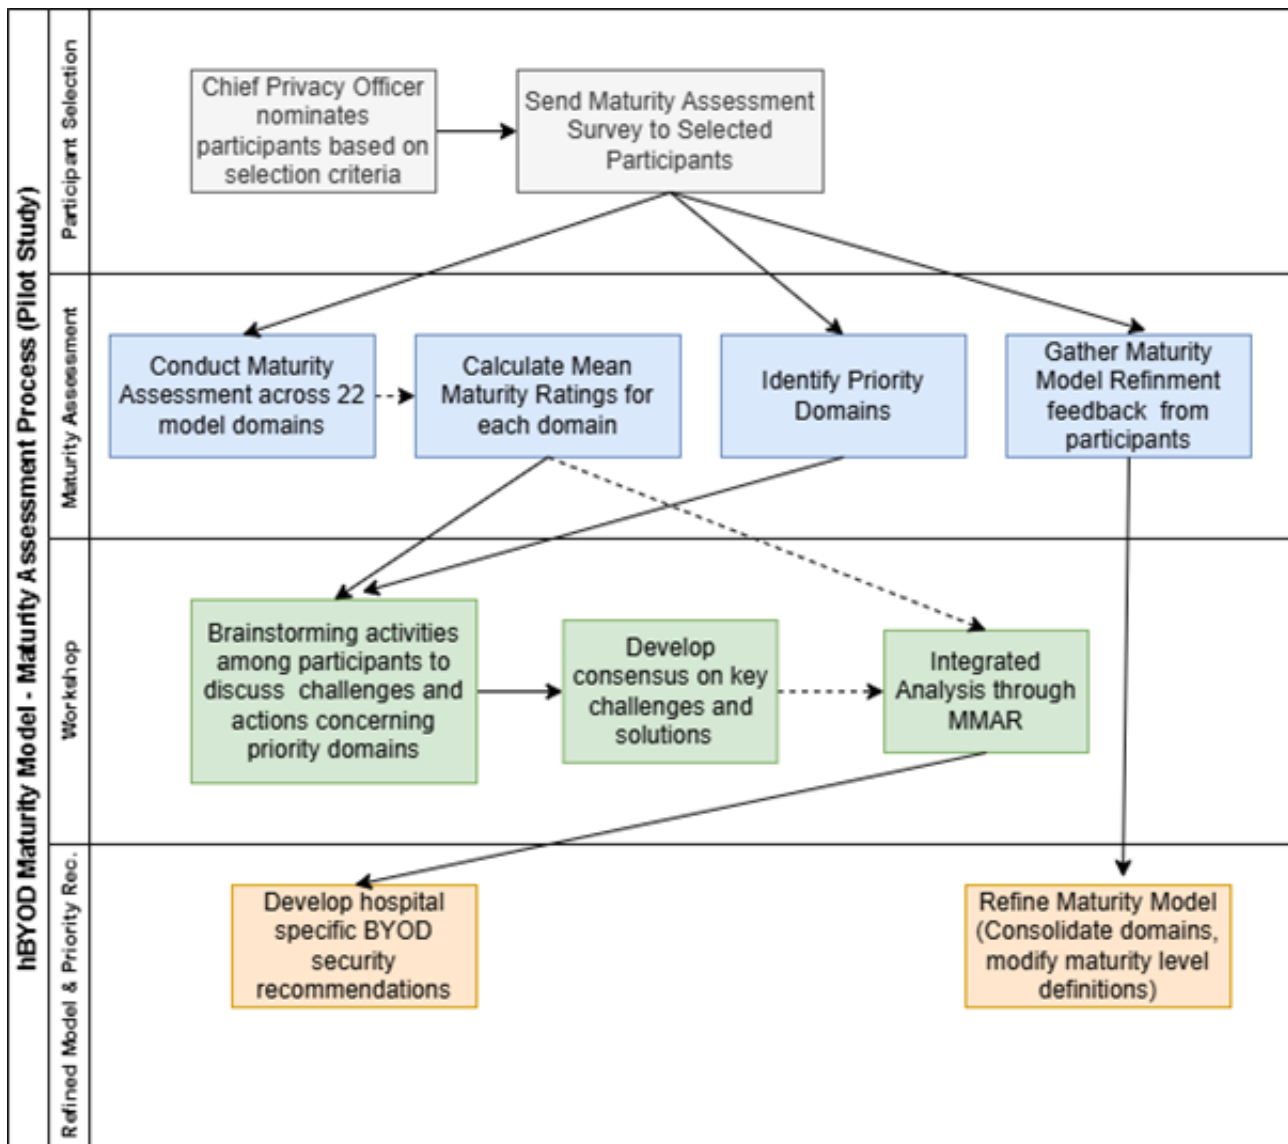 hBYOD Maturity Model - Maturity Assessment Process (Pilot Study)
Participant Selection
Chief Privacy Officer
nominates
participants based on
selection criteria
Send Maturity Assessment
Survey to Selected
Participants
Maturity Assessment
Conduct Maturity
Assessment across 22
model domains
Calculate Mean
Maturity Ratings for
each domain
Identify Priority
Domains
Gather Maturity
Model Refinment
feedback from
participants
Workshop
Brainstorming activities
among participants to
discuss challenges and
actions concerning
priority domains
Develop
consensus on key
challenges and
solutions
Integrated
Analysis through
MMAR
Refined Model & Priority Rec.
Develop hospital
specific BYOD
security
recommendations
Refine Maturity Model
(Consolidate domains,
modify maturity level
definitions)